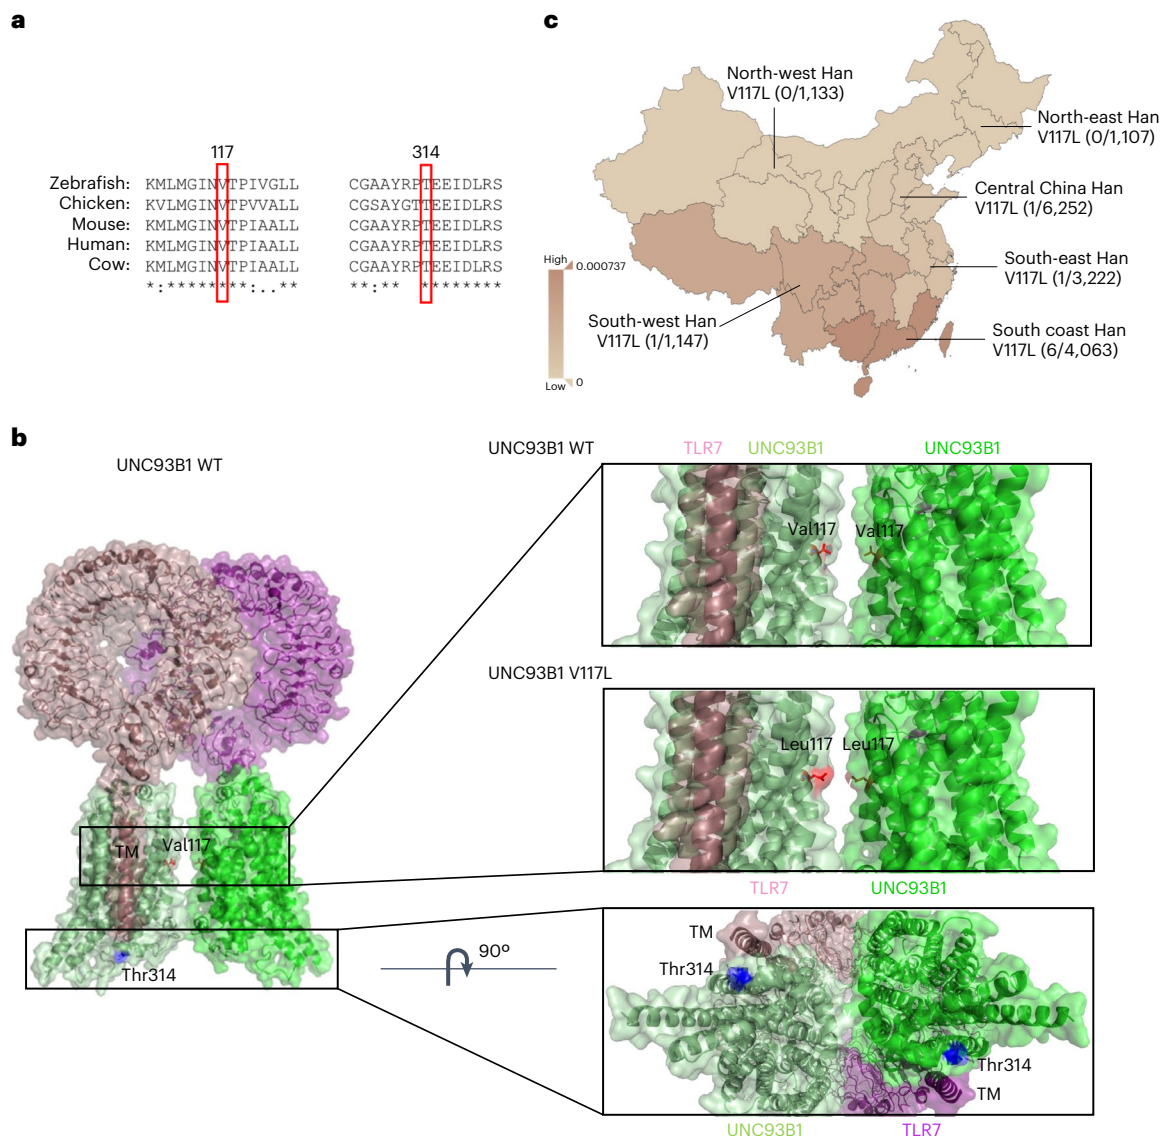 a
117 314
Zebrafish: KMLMGINVTPIVGLL CGAAYRPTEEIDLRS
Chicken: KVLMGINVTPVVALL CGSAYGTTEEIDLRS
Mouse: KMLMGINVTPIAALL CGAAYRPTEEIDLRS
Human: KMLMGINVTPIAALL CGAAYRPTEEIDLRS
Cow: KMLMGINVTPIAALL CGAAYRPTEEIDLRS
*:********:..** **:** ********
c
North-west Han
V117L (0/1,133)
North-east Han
V117L (0/1,107)
Central China Han
V117L (1/6,252)
South-east Han
V117L (1/3,222)
South coast Han
V117L (6/4,063)
South-west Han
V117L (1/1,147)
High
0.000737
Low 0
b
UNC93B1 WT
UNC93B1 WT TLR7 UNC93B1 UNC93B1
Val117 Val117
UNC93B1 V117L
Leu117 Leu117
TM Val117
Thr314
90°
TLR7 UNC93B1
TM
Thr314
Thr314
TM
UNC93B1 TLR7